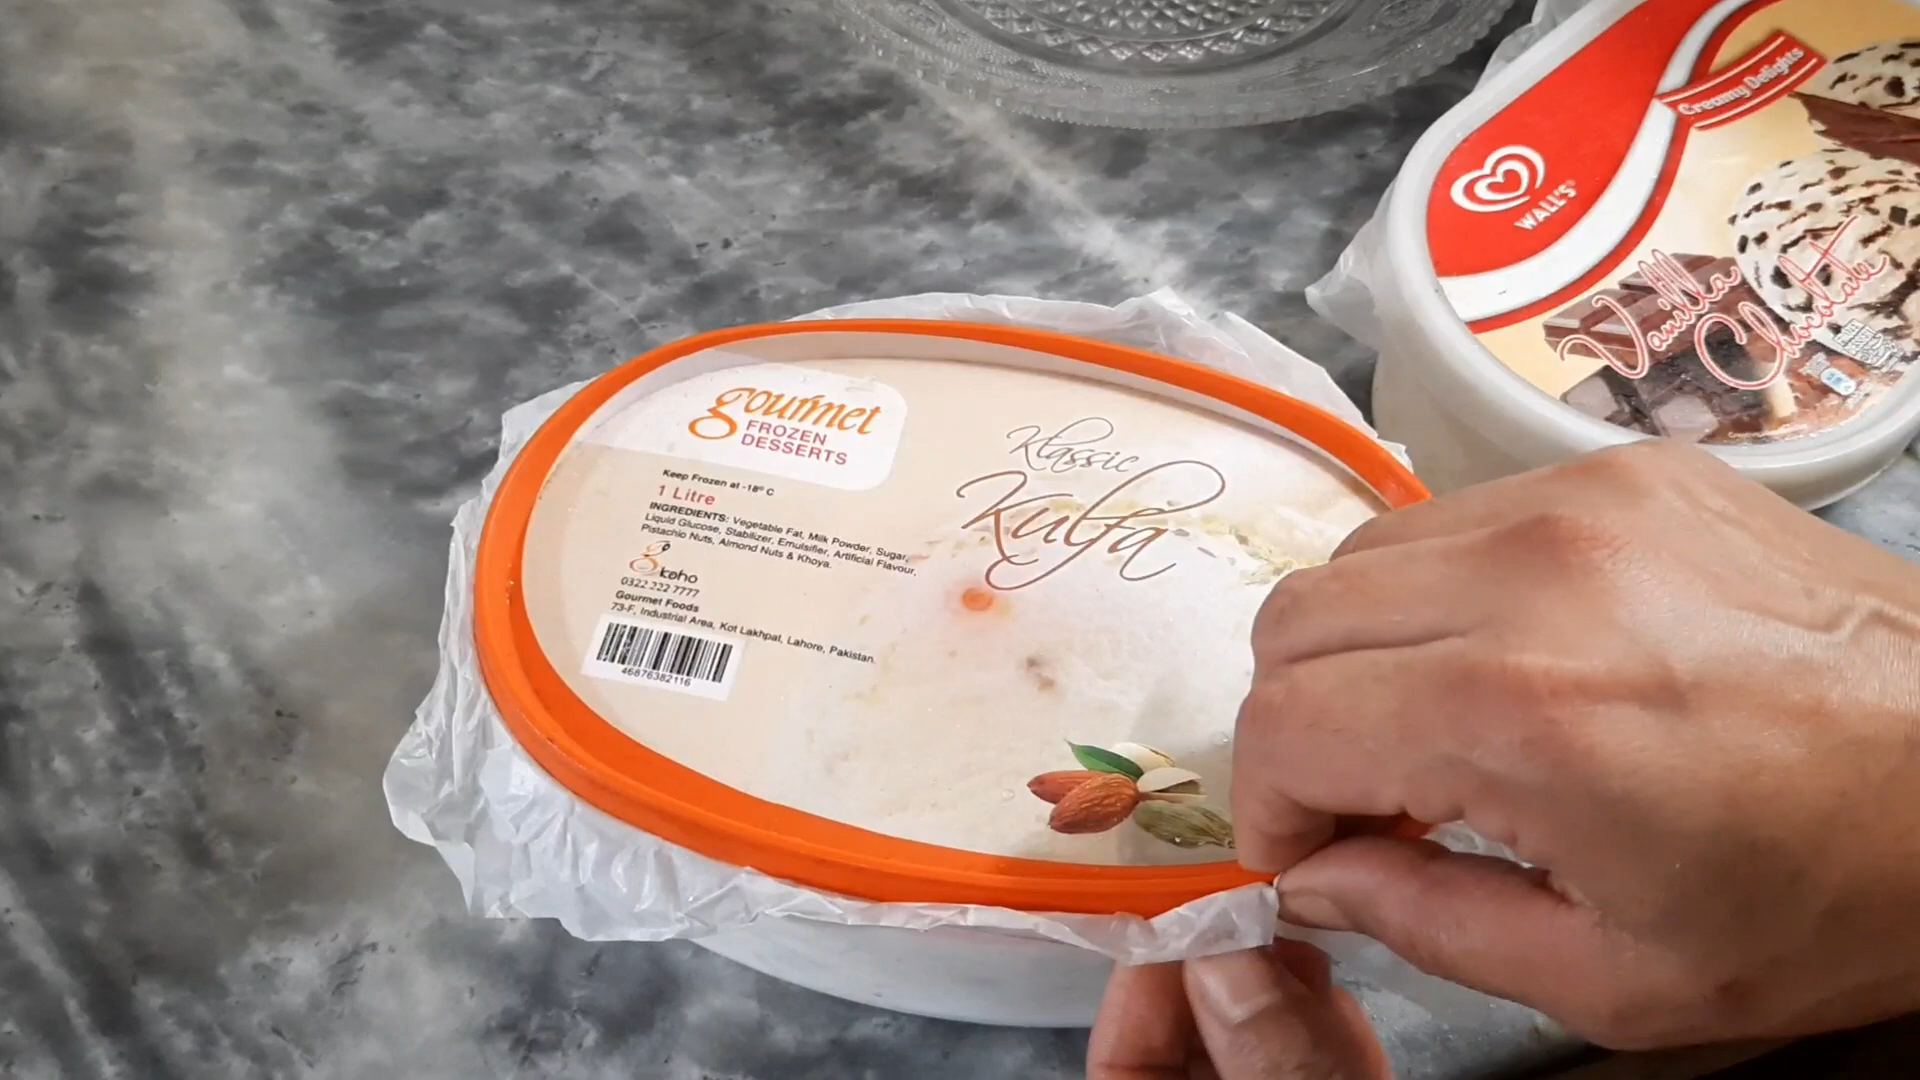 gourmet
FROZEN
DESSERTS
Keep Frozen at -18° C
1 Litre
INGREDIENTS: Vegetable Fat, Milk Powder, Sugar,
Liquid Glucose, Stabilizer, Emulsifier, Artificial Flavour,
Pistachio Nuts, Almond Nuts & Khoya.
koho
0322 222 7777
Gourmet Foods
73-F, Industrial Area, Kot Lakhpat, Lahore, Pakistan.
46876382116
Klassic
Kulfa
Creamy Delights
WALL'S
Vanilla
Chocolate